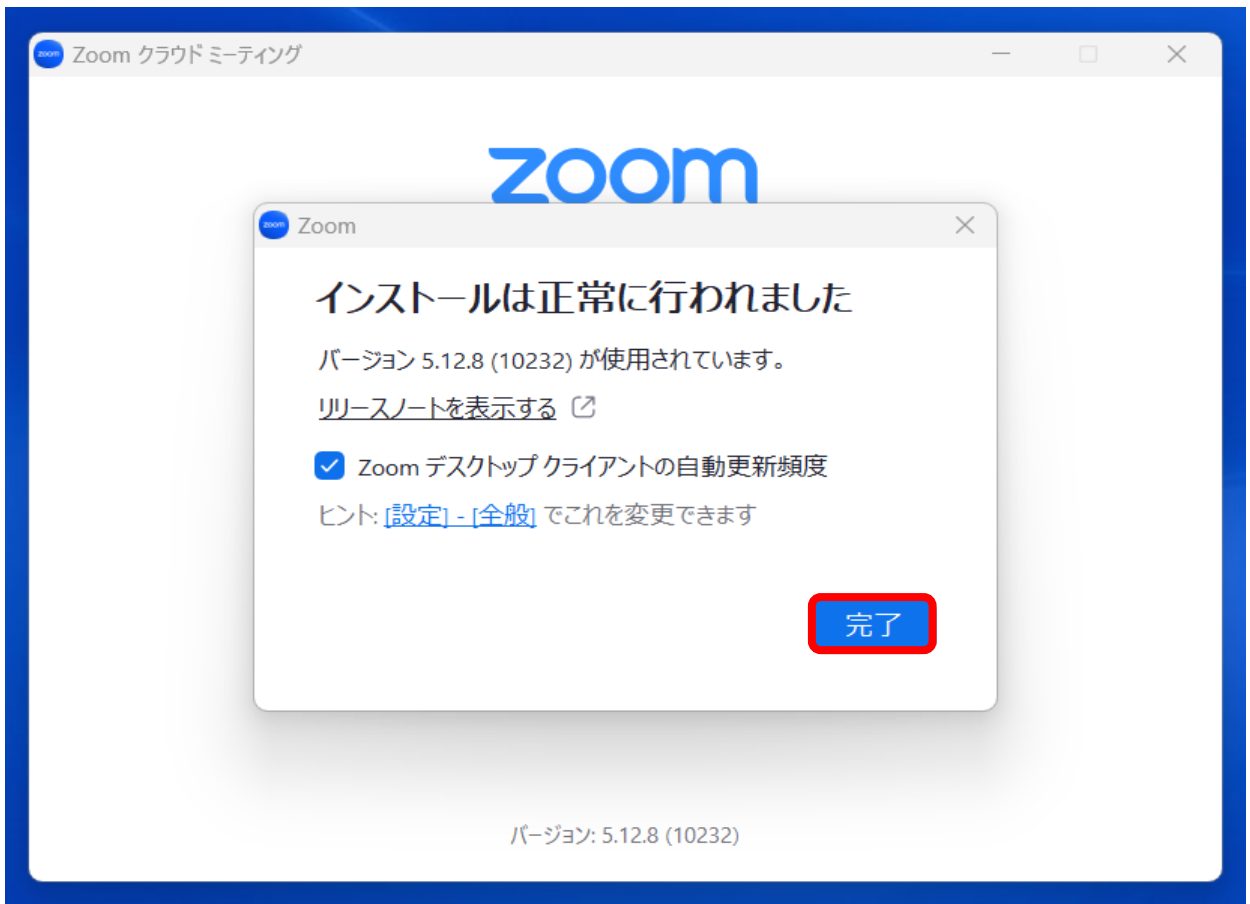 zoom Zoom クラウド ミーティング
zoom
zoom Zoom
インストールは正常に行われました
バージョン 5.12.8 (10232) が使用されています。
リリースノートを表示する
Zoom デスクトップ クライアントの自動更新頻度
ヒント: [設定] - [全般] でこれを変更できます
完了
バージョン: 5.12.8 (10232)